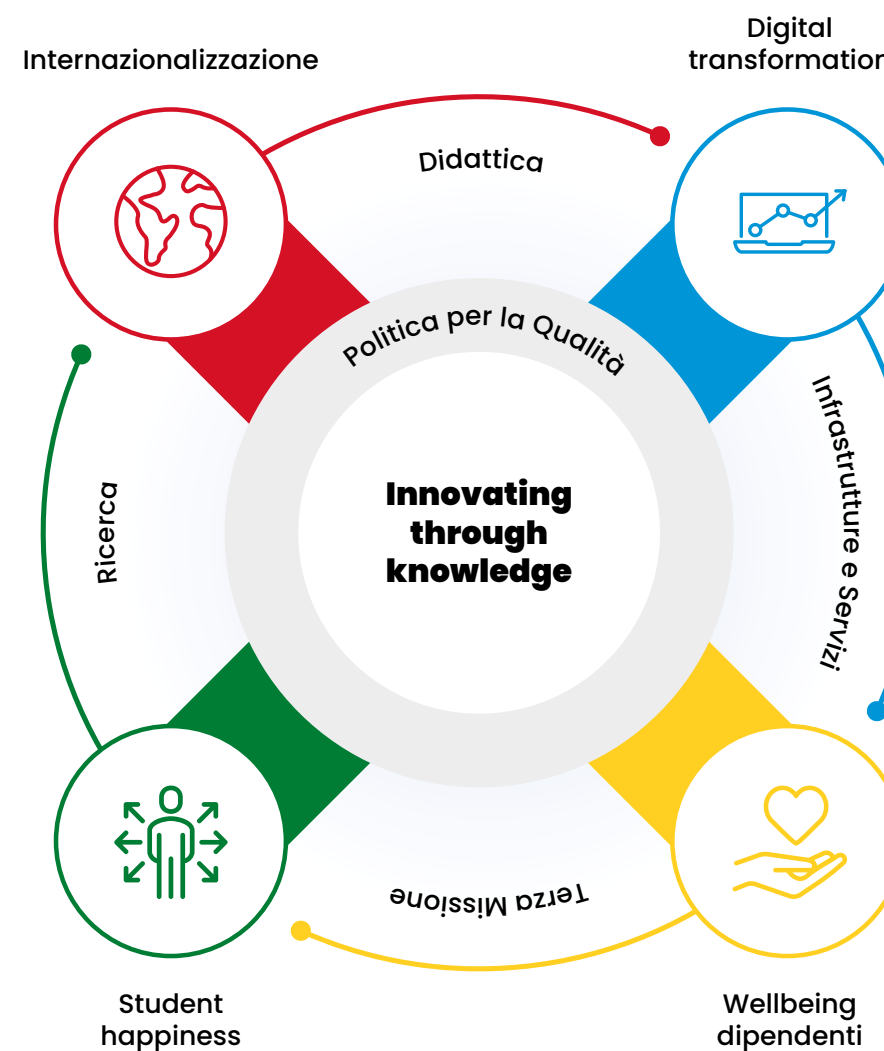 Internazionalizzazione
Digital
transformation
Didattica
Politica per la Qualità
Infrastrutture e Servizi
Ricerca
Innovating
through
knowledge
Terza Missione
Student
happiness
Wellbeing
dipendenti